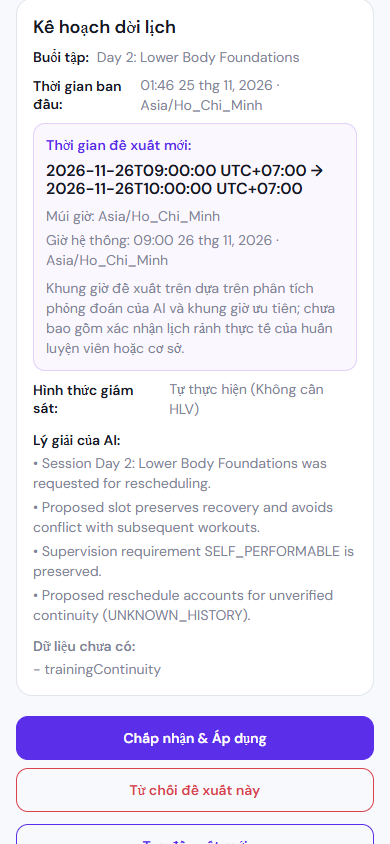 Kế hoạch dời lịch
Buổi tập: Day 2: Lower Body Foundations
Thời gian ban đầu: 01:46 25 thg 11, 2026 · Asia/Ho_Chi_Minh
Thời gian đề xuất mới:
2026-11-26T09:00:00 UTC+07:00 →
2026-11-26T10:00:00 UTC+07:00
Múi giờ: Asia/Ho_Chi_Minh
Giờ hệ thống: 09:00 26 thg 11, 2026 ·
Asia/Ho_Chi_Minh
Khung giờ đề xuất trên dựa trên phân tích
phỏng đoán của AI và khung giờ ưu tiên; chưa
bao gồm xác nhận lịch rảnh thực tế của huấn
luyện viên hoặc cơ sở.
Hình thức giám sát: Tự thực hiện (Không cần HLV)
Lý giải của AI:
• Session Day 2: Lower Body Foundations was
requested for rescheduling.
• Proposed slot preserves recovery and avoids
conflict with subsequent workouts.
• Supervision requirement SELF_PERFORMABLE is
preserved.
• Proposed reschedule accounts for unverified
continuity (UNKNOWN_HISTORY).
Dữ liệu chưa có:
- trainingContinuity
Chấp nhận & Áp dụng
Từ chối đề xuất này